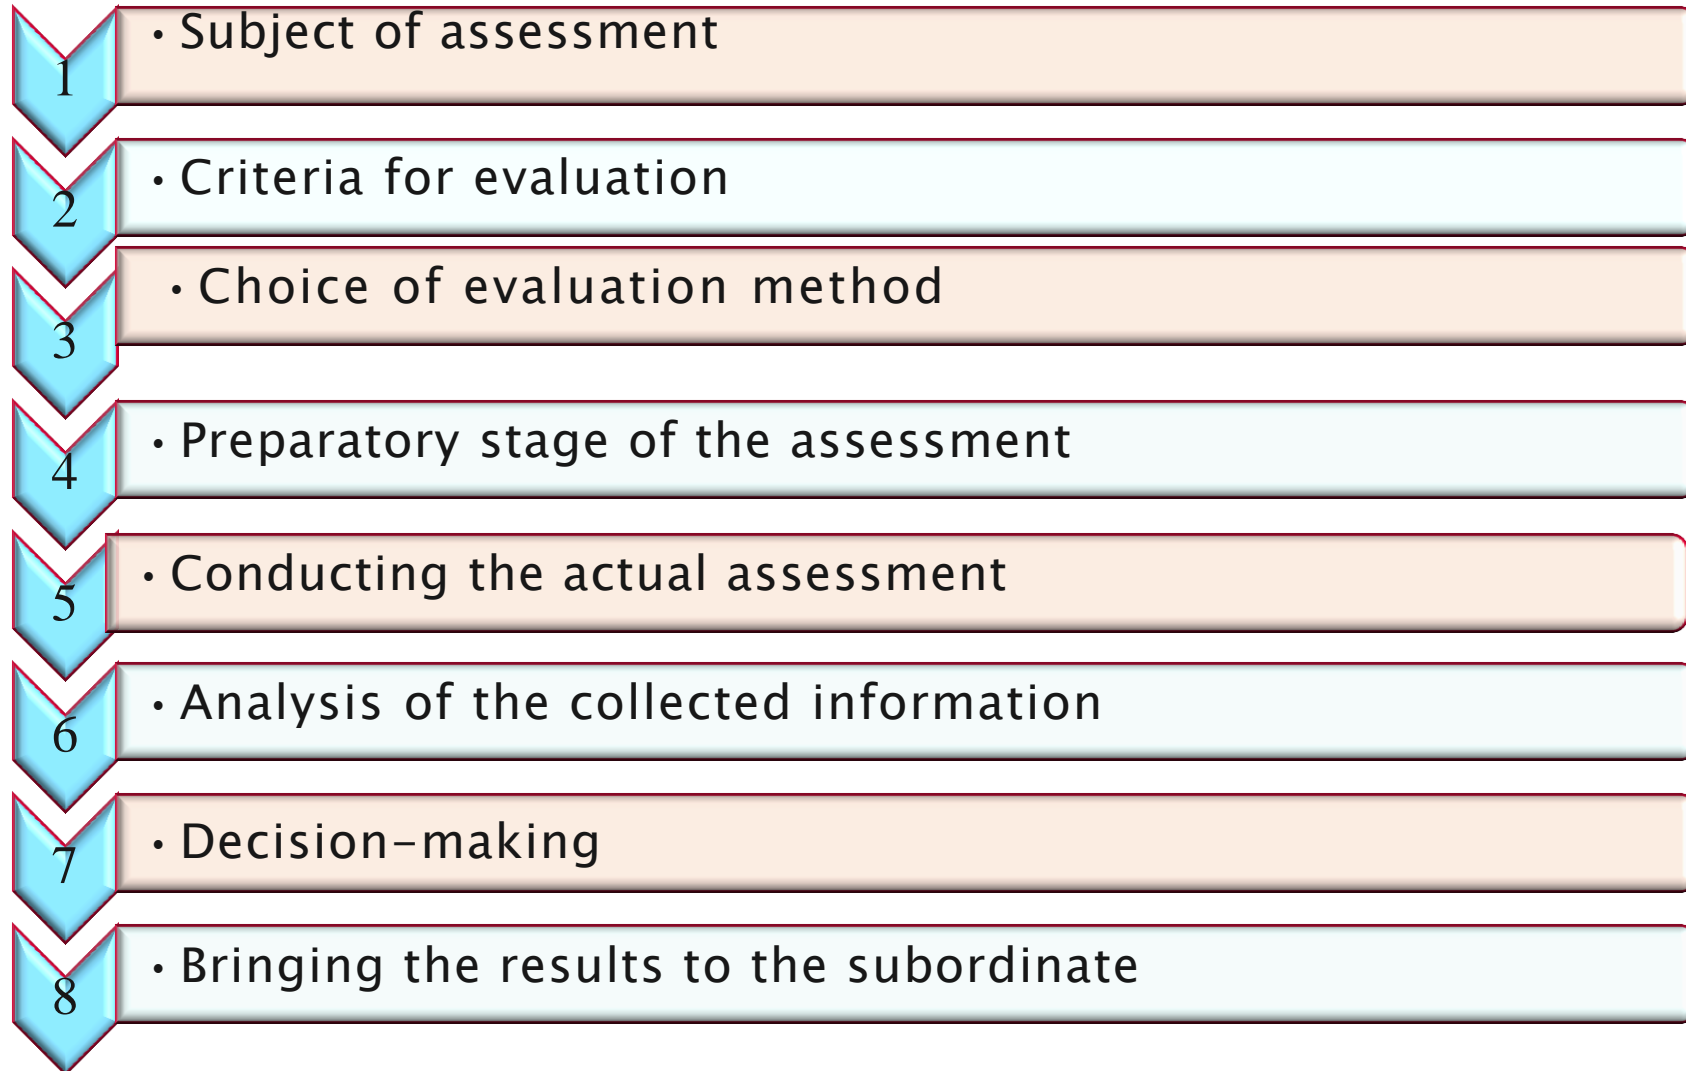 1
• Subject of assessment
2
• Criteria for evaluation
3
• Choice of evaluation method
4
• Preparatory stage of the assessment
5
• Conducting the actual assessment
6
• Analysis of the collected information
7
• Decision-making
8
• Bringing the results to the subordinate